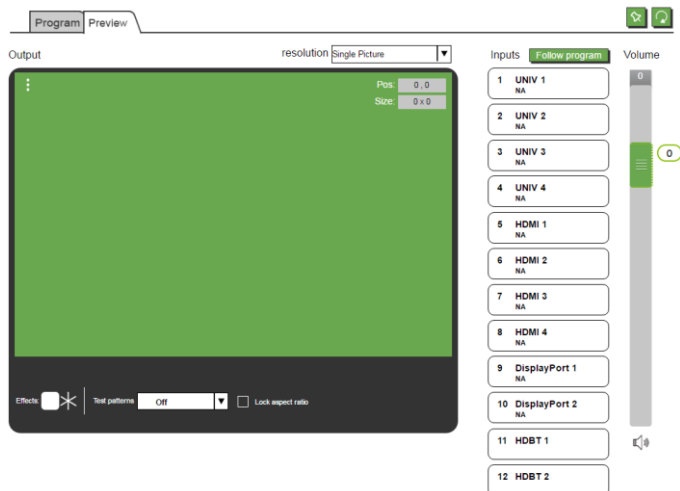 Program Preview
Output resolution Single Picture Inputs Follow program Volume
Pos: 0 , 0
Size: 0 x 0
0
0
1 UNIV 1
NA
2 UNIV 2
NA
3 UNIV 3
NA
4 UNIV 4
NA
5 HDMI 1
NA
6 HDMI 2
NA
7 HDMI 3
NA
8 HDMI 4
NA
9 DisplayPort 1
NA
10 DisplayPort 2
NA
11 HDBT 1
12 HDBT 2
Effects: Test patterns Off Lock aspect ratio